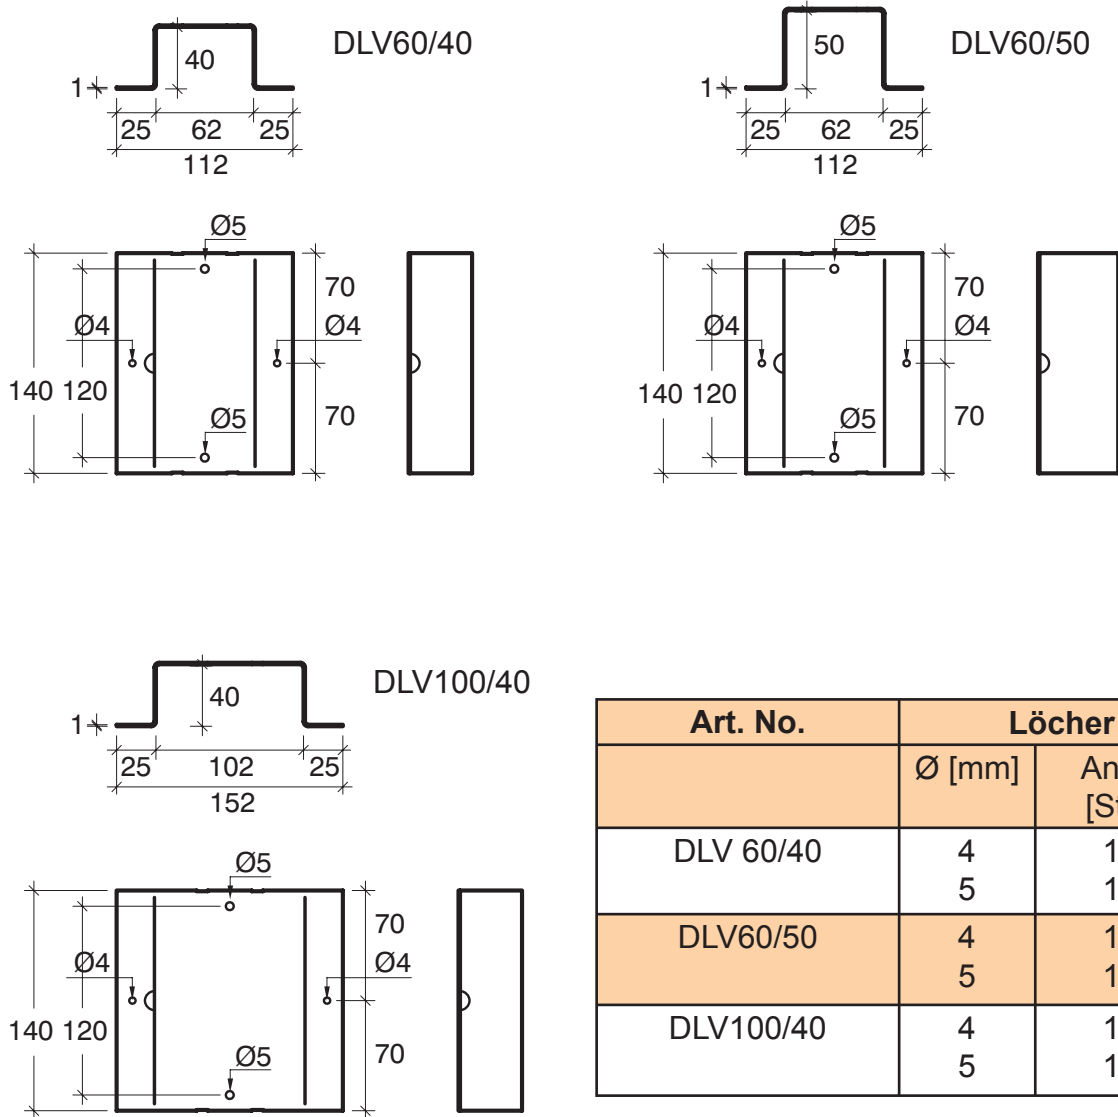 DLV60/40
40
1
25 62 25
112
Ø5
70
Ø4 Ø4
140 120
Ø5
70
DLV60/50
50
1
25 62 25
112
Ø5
70
Ø4 Ø4
140 120
Ø5
70
DLV100/40
40
1
25 102 25
152
Ø5
70
Ø4 Ø4
140 120
Ø5
70
Art. No. Löcher
Ø [mm]
DLV 60/40 4 1
5 1
DLV60/50 4 1
5 1
DLV100/40 4 1
5 1